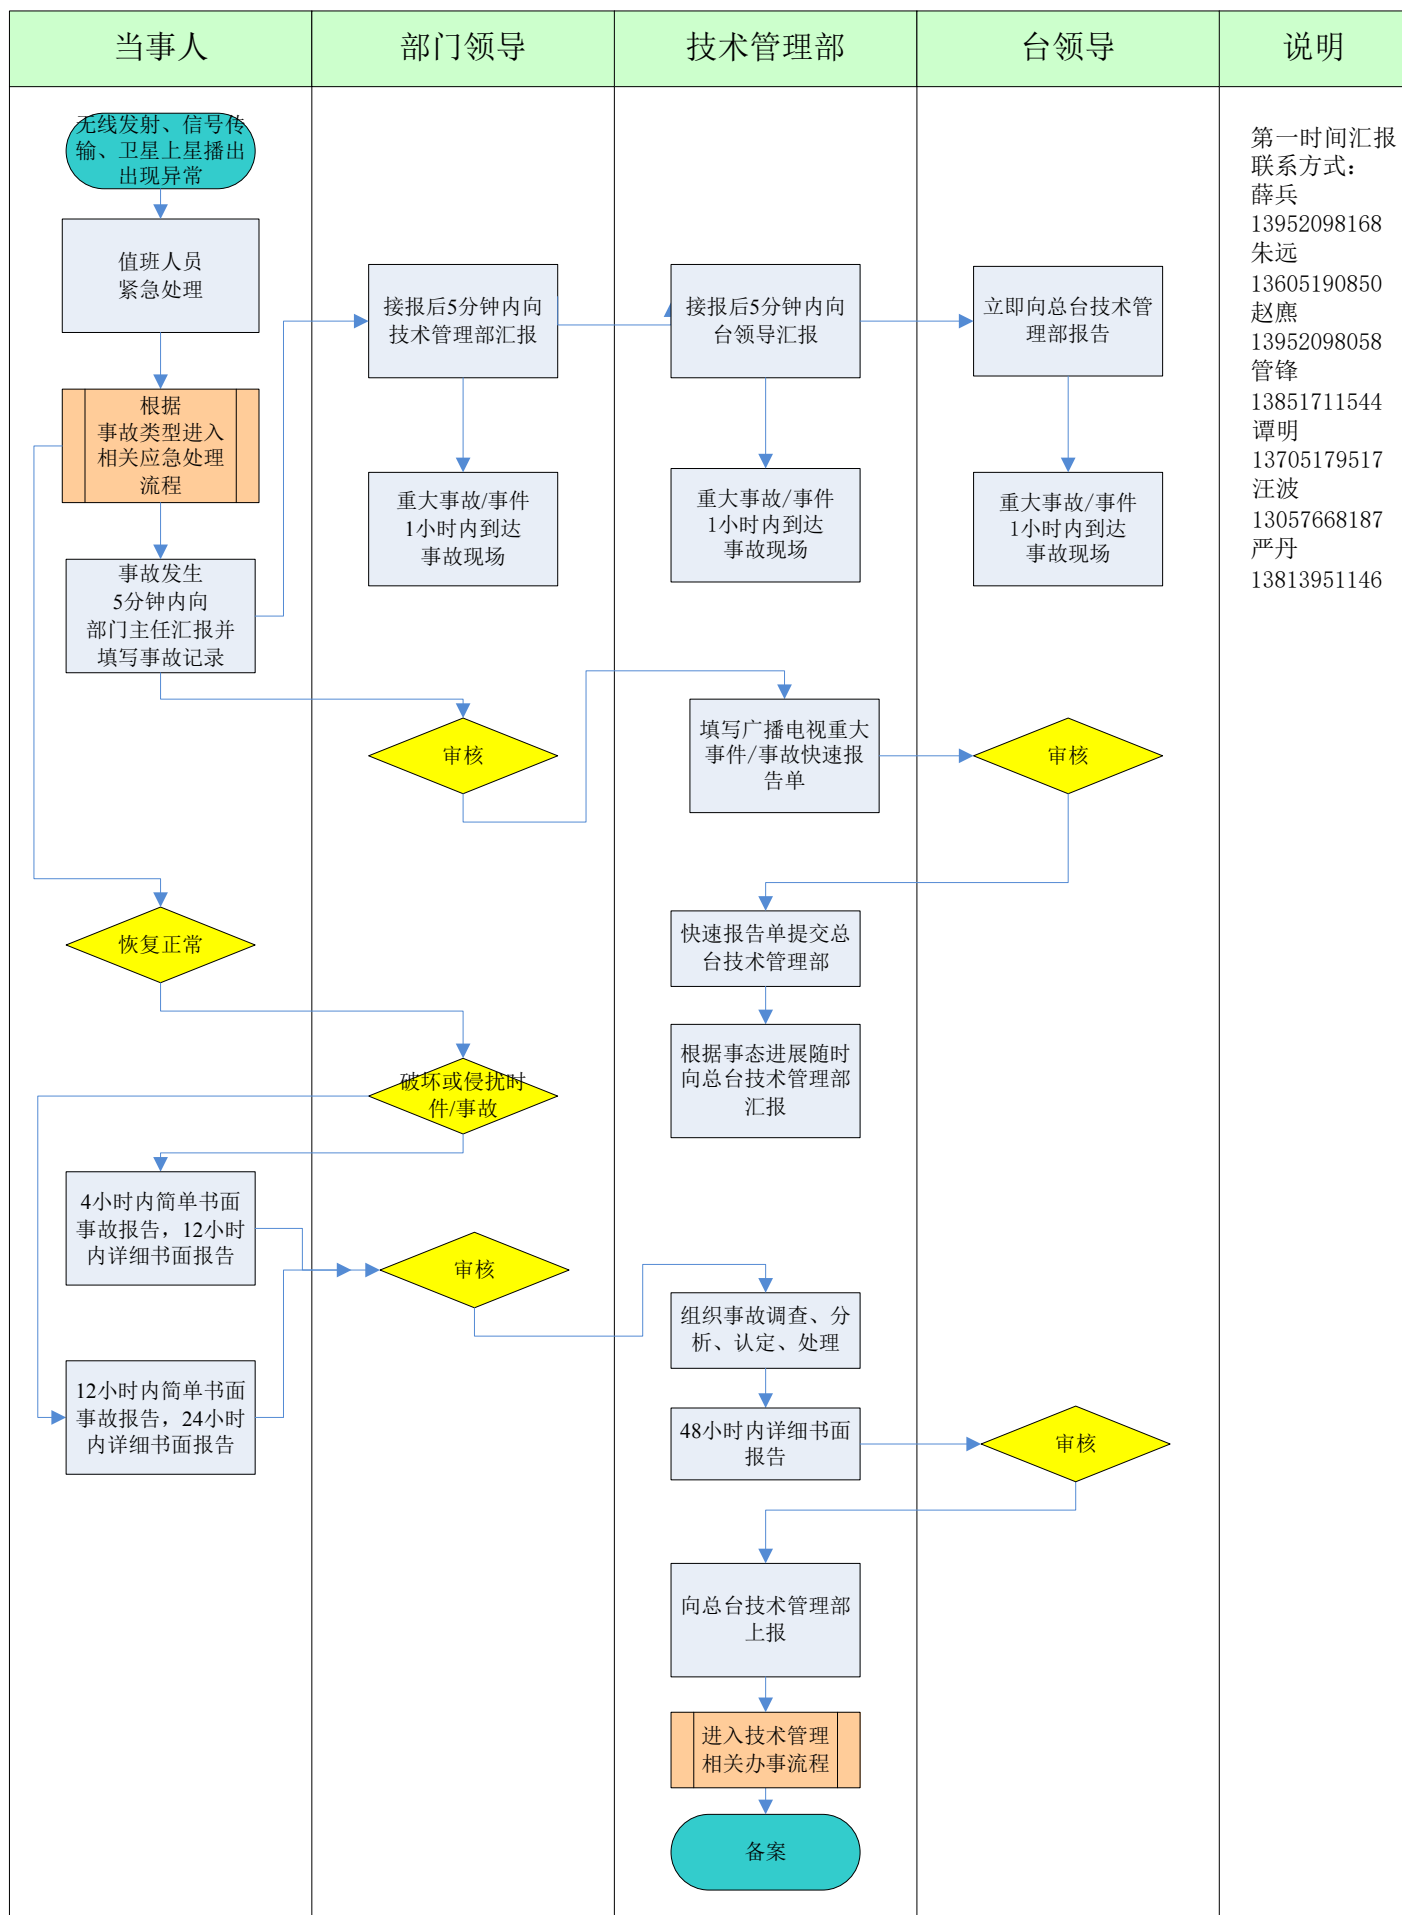 当事人
部门领导
技术管理部
台领导
说明
无线发射、信号传
输、卫星上星播出
出现异常
值班人员
紧急处理
根据
事故类型进入
相关应急处理
流程
事故发生
5分钟内向
部门主任汇报并
填写事故记录
接报后5分钟内向
技术管理部汇报
重大事故/事件
1小时内到达
事故现场
接报后5分钟内向
台领导汇报
重大事故/事件
1小时内到达
事故现场
立即向总台技术管
理部报告
重大事故/事件
1小时内到达
事故现场
第一时间汇报
联系方式：
薛兵
13952098168
朱远
13605190850
赵麃
13952098058
管锋
13851711544
谭明
13705179517
汪波
13057668187
严丹
13813951146
审核
填写广播电视重大
事件/事故快速报
告单
审核
恢复正常
快速报告单提交总
台技术管理部
根据事态进展随时
向总台技术管理部
汇报
破坏或侵扰时
件/事故
4小时内简单书面
事故报告，12小时
内详细书面报告
审核
组织事故调查、分
析、认定、处理
12小时内简单书面
事故报告，24小时
内详细书面报告
48小时内详细书面
报告
审核
向总台技术管理部
上报
进入技术管理
相关办事流程
备案